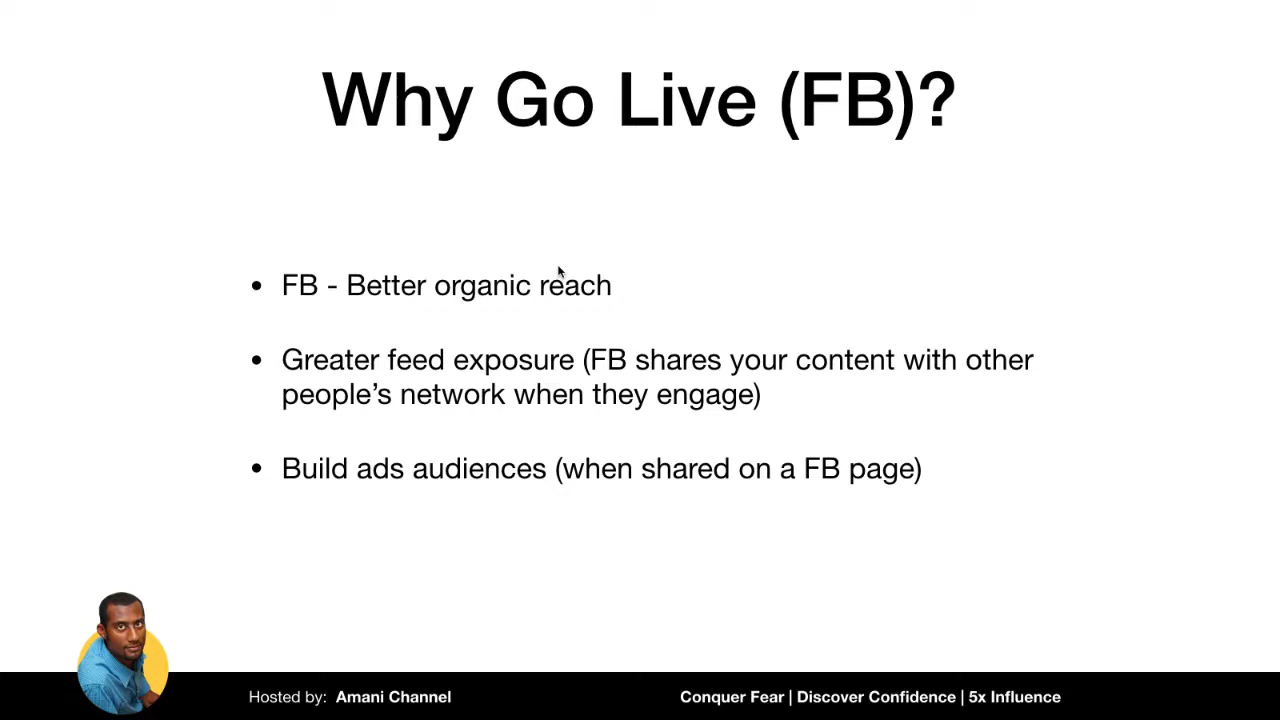 Why Go Live (FB)?
• FB - Better organic reach
• Greater feed exposure (FB shares your content with other
people’s network when they engage)
• Build ads audiences (when shared on a FB page)
Hosted by: Amani Channel
Conquer Fear | Discover Confidence | 5x Influence